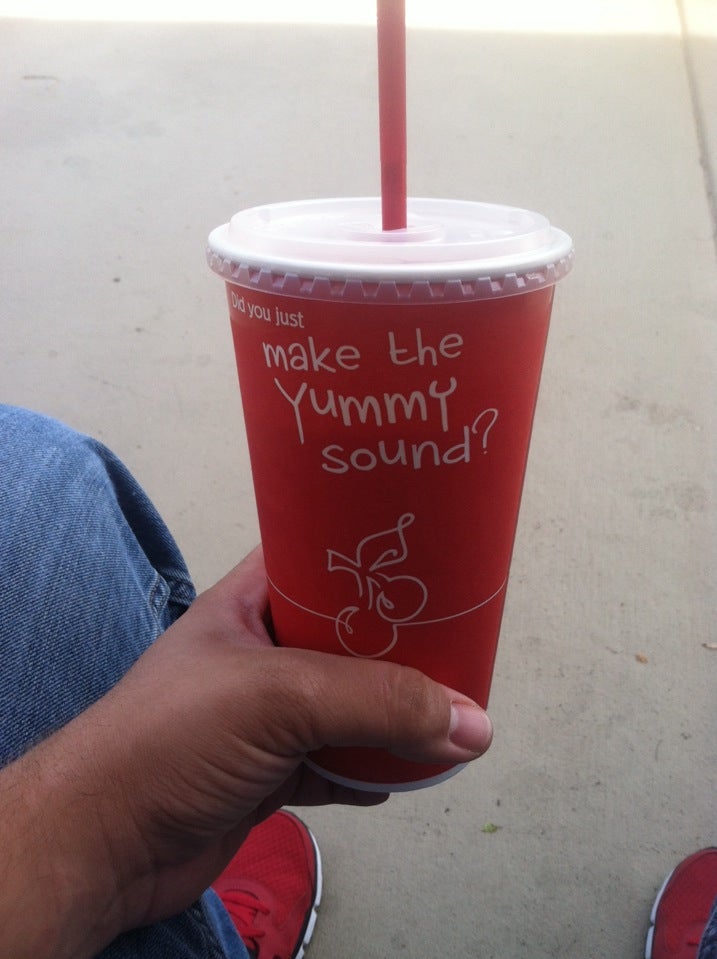 Did you just
make the
Yummy
sound?